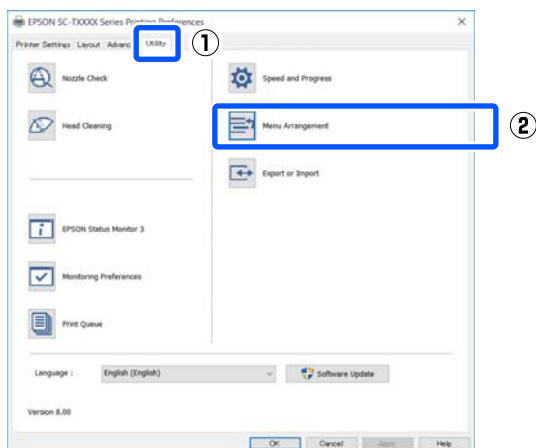 EPSON SC-TXXXX Series Printing Preferences
Printer Settings Layout Advanc Utility ①
Nozzle Check
Speed and Progress
Head Cleaning
Menu Arrangement ②
Export or Import
EPSON Status Monitor 3
Monitoring Preferences
Print Queue
Language : English (English) Software Update
Version 8.00
OK Cancel Apply Help